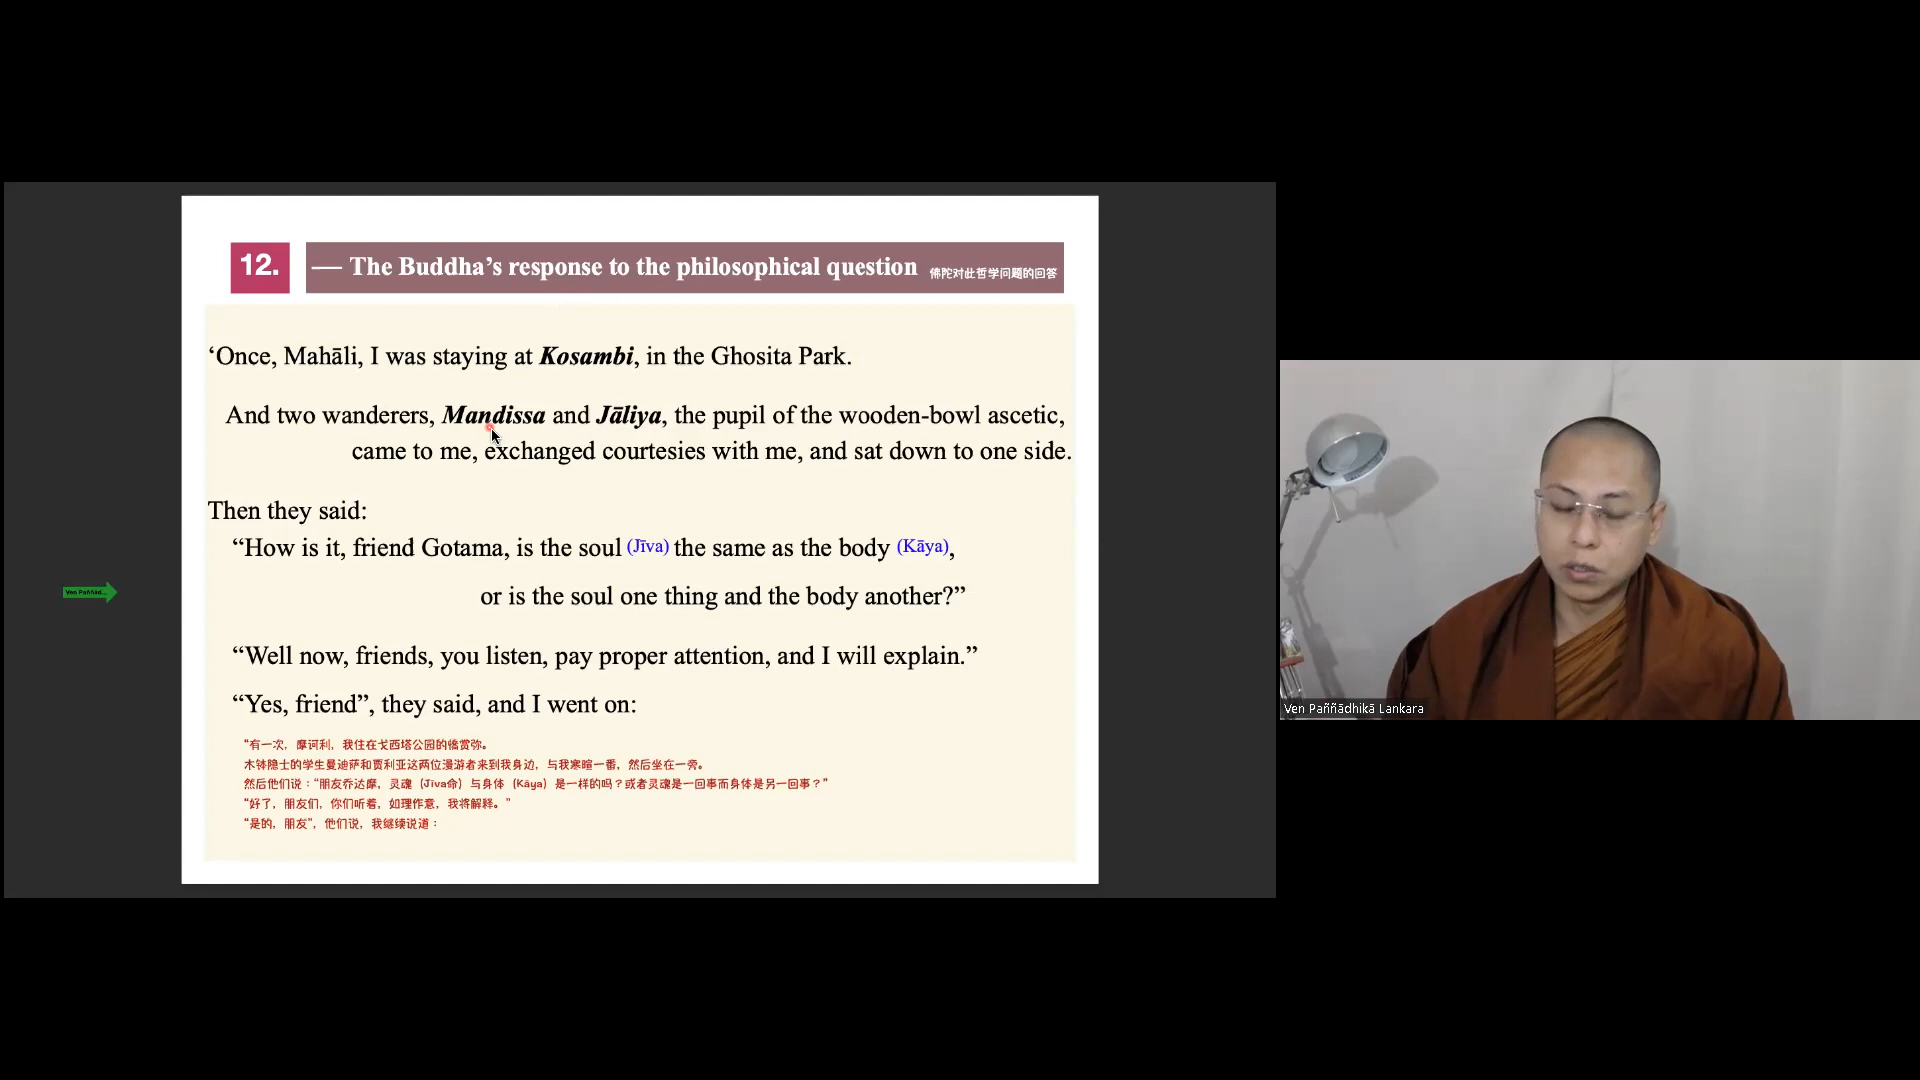 12. — The Buddha’s response to the philosophical question 佛陀对此哲学问题的回答
‘Once, Mahāli, I was staying at Kosambi, in the Ghosita Park.
And two wanderers, Mandissa and Jāliya, the pupil of the wooden-bowl ascetic,
came to me, exchanged courtesies with me, and sat down to one side.
Then they said:
“How is it, friend Gotama, is the soul (Jīva) the same as the body (Kāya),
or is the soul one thing and the body another?”
“Well now, friends, you listen, pay proper attention, and I will explain.”
“Yes, friend”, they said, and I went on:
“有一次，摩诃利，我住在戈西塔公园的憍赏弥。
木钵隐士的学生曼迪萨和贾利亚这两位漫游者来到我身边，与我寒暄一番，然后坐在一旁。
然后他们说：“朋友乔达摩，灵魂（Jīva命）与身体（Kāya）是一样的吗？或者灵魂是一回事而身体是另一回事？”
“好了，朋友们，你们听着，如理作意，我将解释。”
“是的，朋友”，他们说，我继续说道：
Ven Paññād...
Ven Paññādhikā Lankara